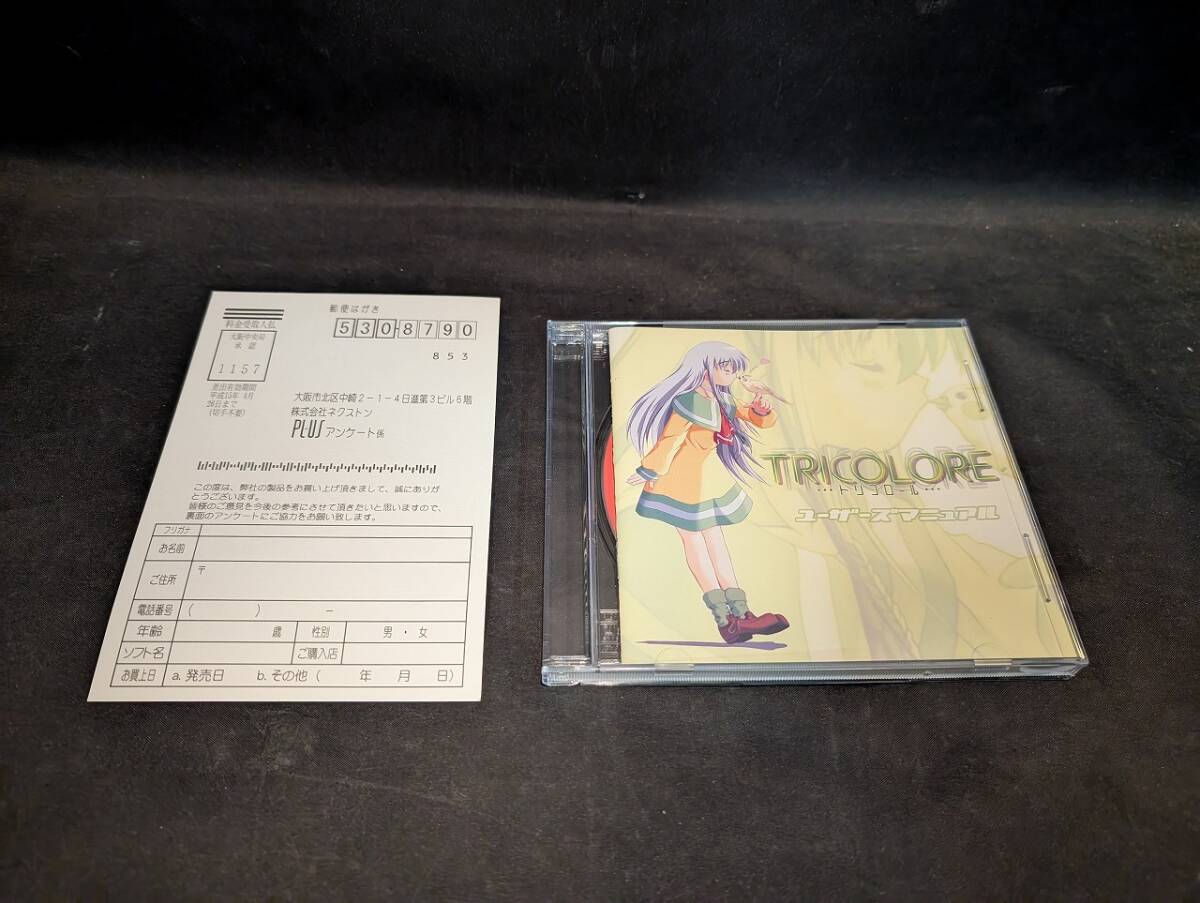 郵便はがき
料金受取人払
大阪中央局
承認
1157
差出有効期間
平成15年4月
26日まで
(切手不要)
530-8790
853
大阪市北区中崎2-1-4日進第3ビル6階
株式会社ネクストン
PLUS アンケート係
この度は、弊社の製品をお買い上げ頂きまして、誠にありが
とうございます。
皆様のご意見を今後の参考にさせて頂きたいと思いますので、
裏面のアンケートにご協力をお願い致します。
フリガナ
お名前
ご住所 〒
電話番号 ( ) -
年齢 歳 性別 男・女
ソフト名 ご購入店
お買上日 a. 発売日 b. その他 ( 年 月 日)
TRICOLORE
…トリコロール…
ユーザーズマニュアル